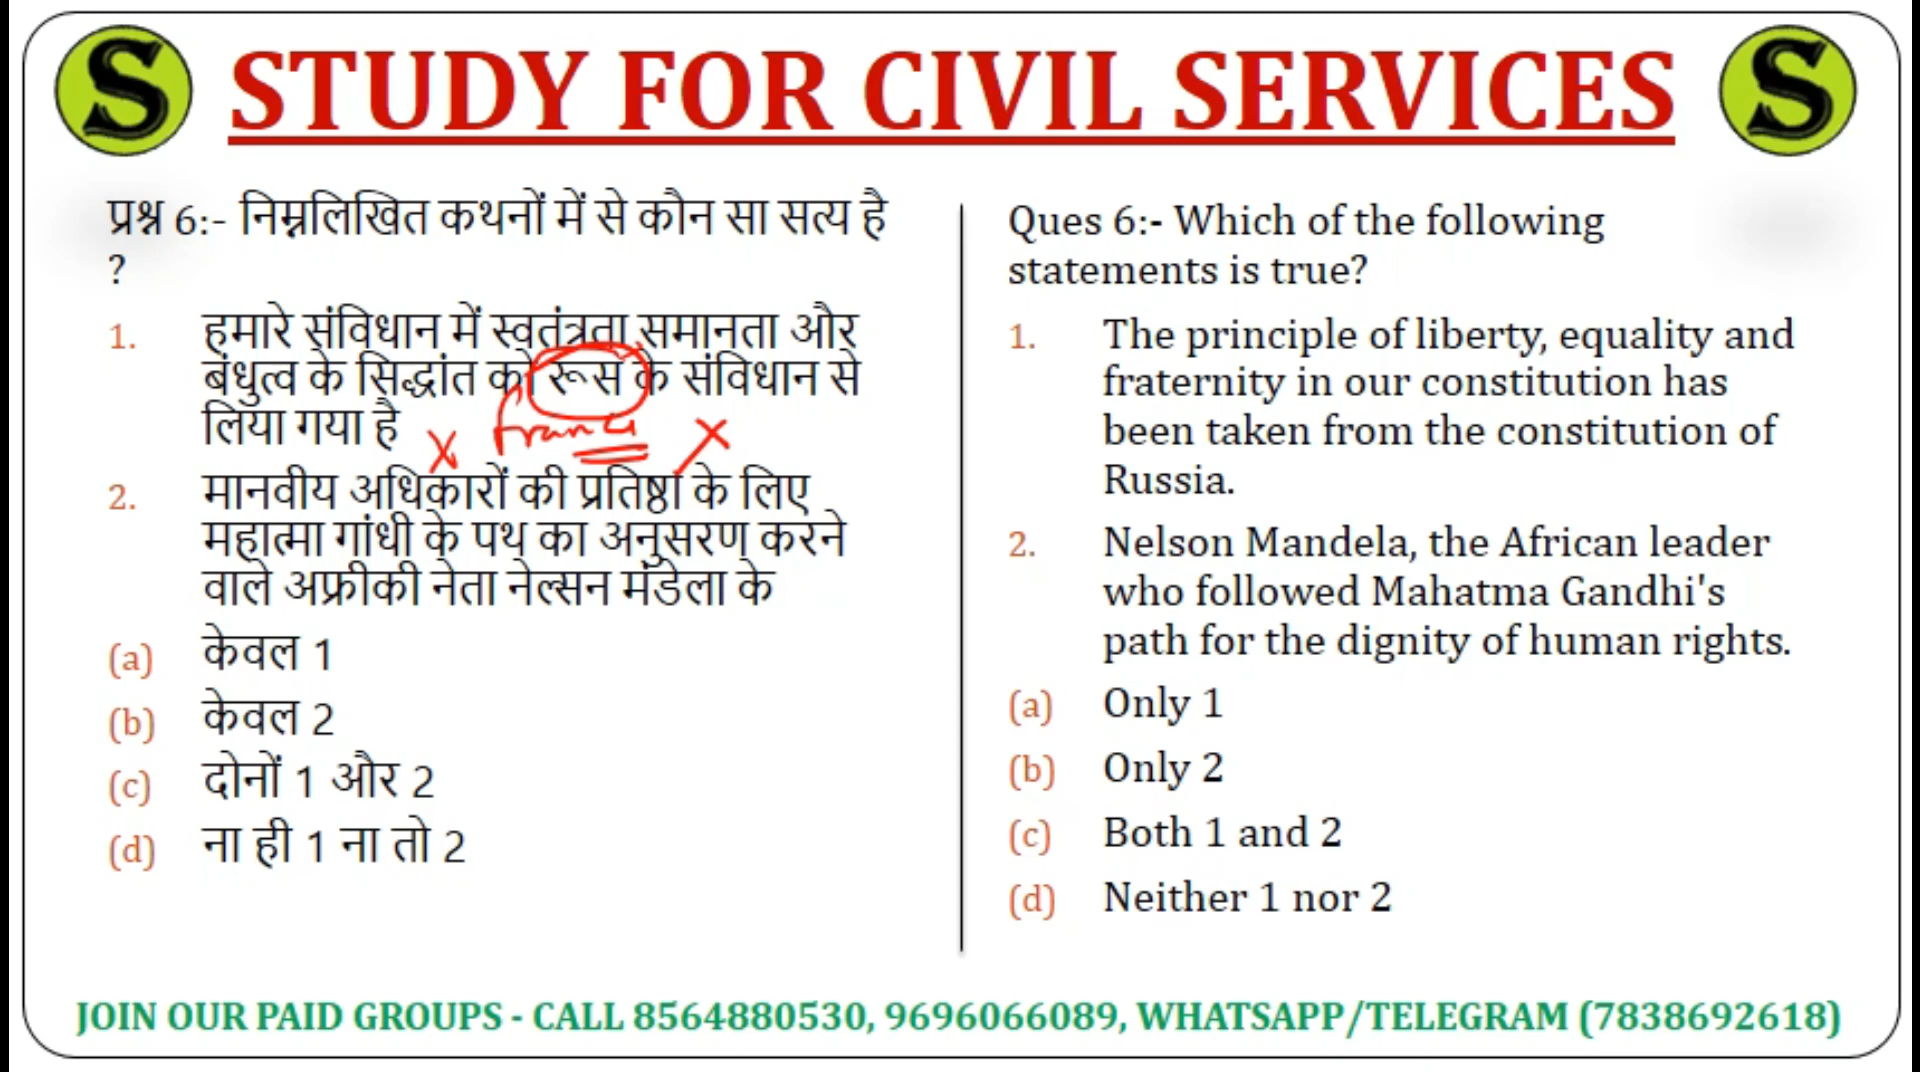 S STUDY FOR CIVIL SERVICES S
प्रश्न 6:- निम्नलिखित कथनों में से कौन सा सत्य है
?
1. हमारे संविधान में स्वतंत्रता समानता और
बंधुत्व के सिद्धांत को रूस के संविधान से
लिया गया है
2. मानवीय अधिकारों की प्रतिष्ठा के लिए
महात्मा गांधी के पथ का अनुसरण करने
वाले अफ्रीकी नेता नेल्सन मंडेला के
(a) केवल 1
(b) केवल 2
(c) दोनों 1 और 2
(d) ना ही 1 ना तो 2
Ques 6:- Which of the following
statements is true?
1. The principle of liberty, equality and
fraternity in our constitution has
been taken from the constitution of
Russia.
2. Nelson Mandela, the African leader
who followed Mahatma Gandhi's
path for the dignity of human rights.
(a) Only 1
(b) Only 2
(c) Both 1 and 2
(d) Neither 1 nor 2
JOIN OUR PAID GROUPS - CALL 8564880530, 9696066089, WHATSAPP/TELEGRAM (7838692618)